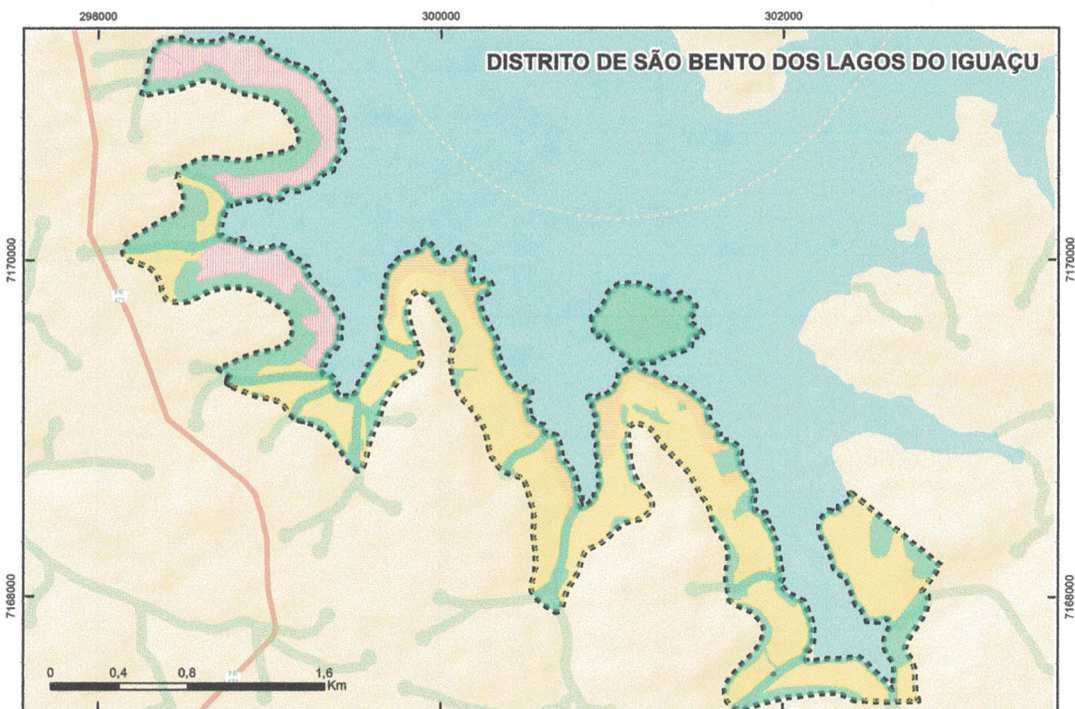 298000 300000 302000
DISTRITO DE SÃO BENTO DOS LAGOS DO IGUAÇU
7170000 7170000
PR
7168000 7168000
0 0,4 0,8 1,6
Km